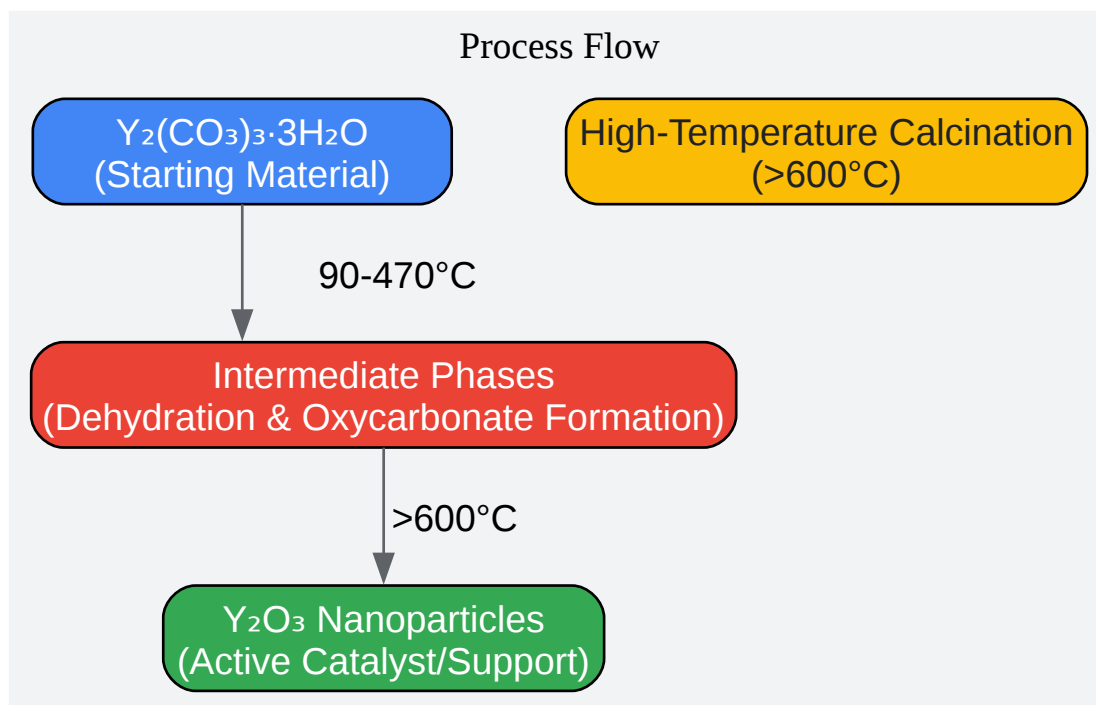 Process Flow
Y₂(CO₃)₃·3H₂O
(Starting Material)
High-Temperature Calcination
(>600°C)
90-470°C
Intermediate Phases
(Dehydration & Oxycarbonate Formation)
>600°C
Y₂O₃ Nanoparticles
(Active Catalyst/Support)